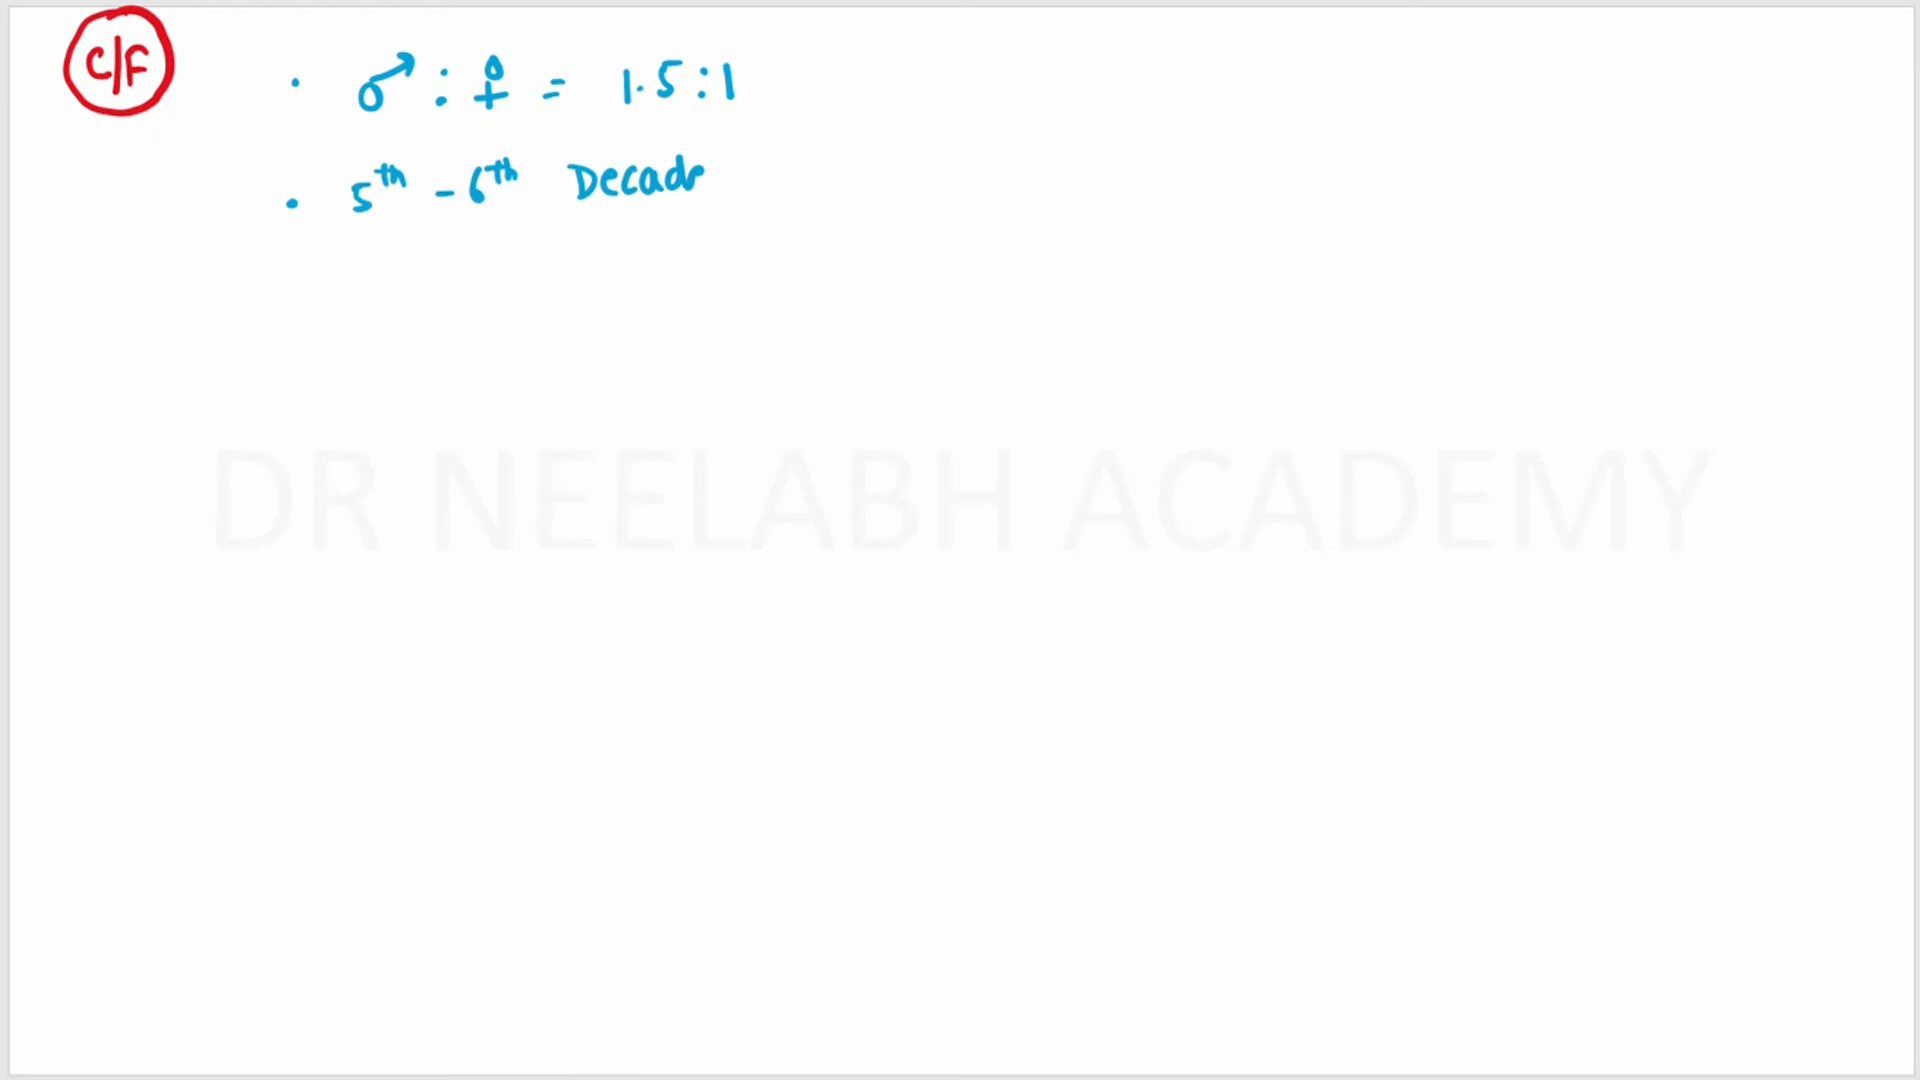 C/F
• ♂ : ♀ = 1.5 : 1
• 5th - 6th Decade
DR NEELABH ACADEMY